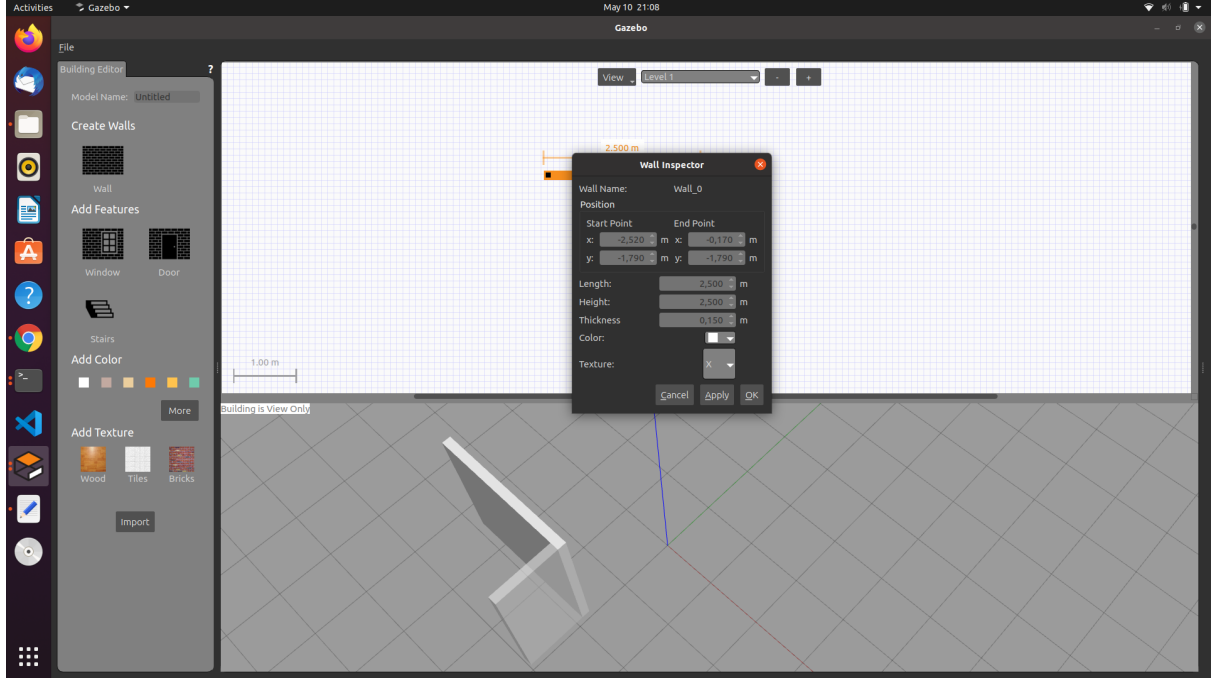 Activities Gazebo May 10 21:08
Gazebo
File
Building Editor ?
Model Name: Untitled
Create Walls
Wall
Add Features
Window Door
Stairs
Add Color
More
Add Texture
Wood Tiles Bricks
Import
View Level 1 - +
2.500 m
1.00 m
Wall Inspector
Wall Name: Wall_0
Position
Start Point End Point
x: -2,520 m x: -0,170 m
y: -1,790 m y: -1,790 m
Length: 2,500 m
Height: 2,500 m
Thickness 0,150 m
Color:
Texture: X
Cancel Apply OK
Building is View Only